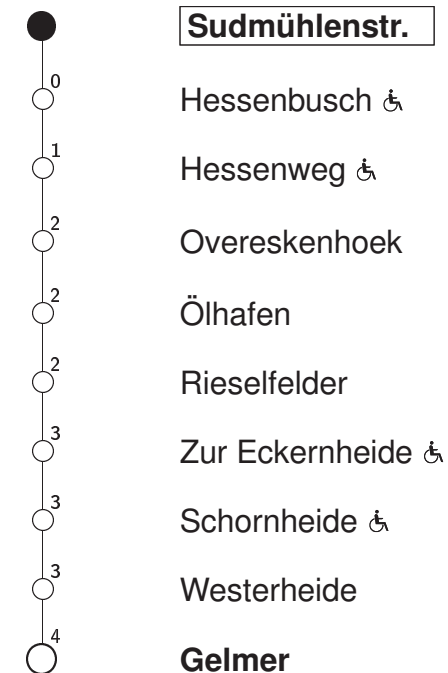 Sudmühlenstr.
0 Hessenbusch
1 Hessenweg
2 Overeskenhoek
2 Ölhafen
2 Rieselfelder
3 Zur Eckernheide
3 Schornheide
3 Westerheide
4 Gelmer